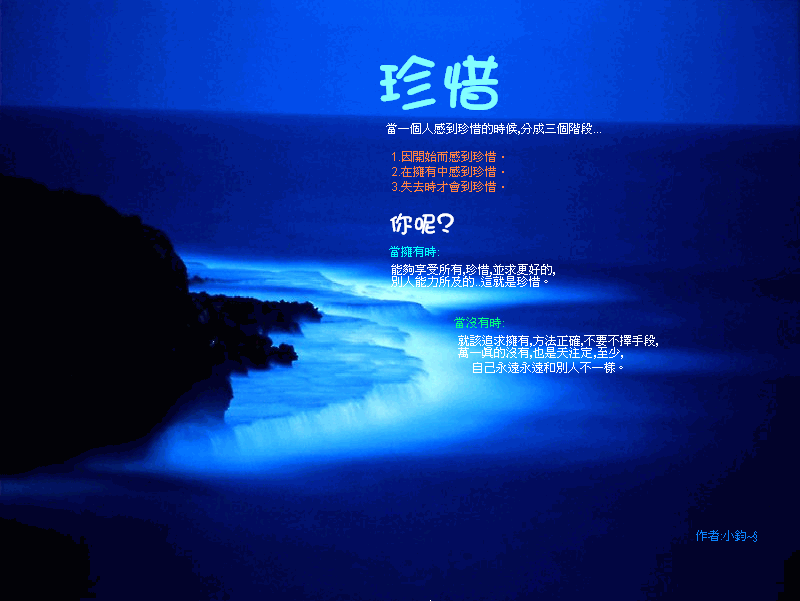 珍惜
當一個人感到珍惜的時候,分成三個階段...
1.因開始而感到珍惜。
2.在擁有中感到珍惜。
3.失去時才會到珍惜。
你呢?
當擁有時:
能夠享受所有,珍惜,並求更好的,
別人能力所及的..這就是珍惜。
當沒有時:
就該追求擁有,方法正確,不要不擇手段,
萬一真的沒有,也是天注定,至少,
自己永遠永遠和別人不一樣。
作者:小鈞~§